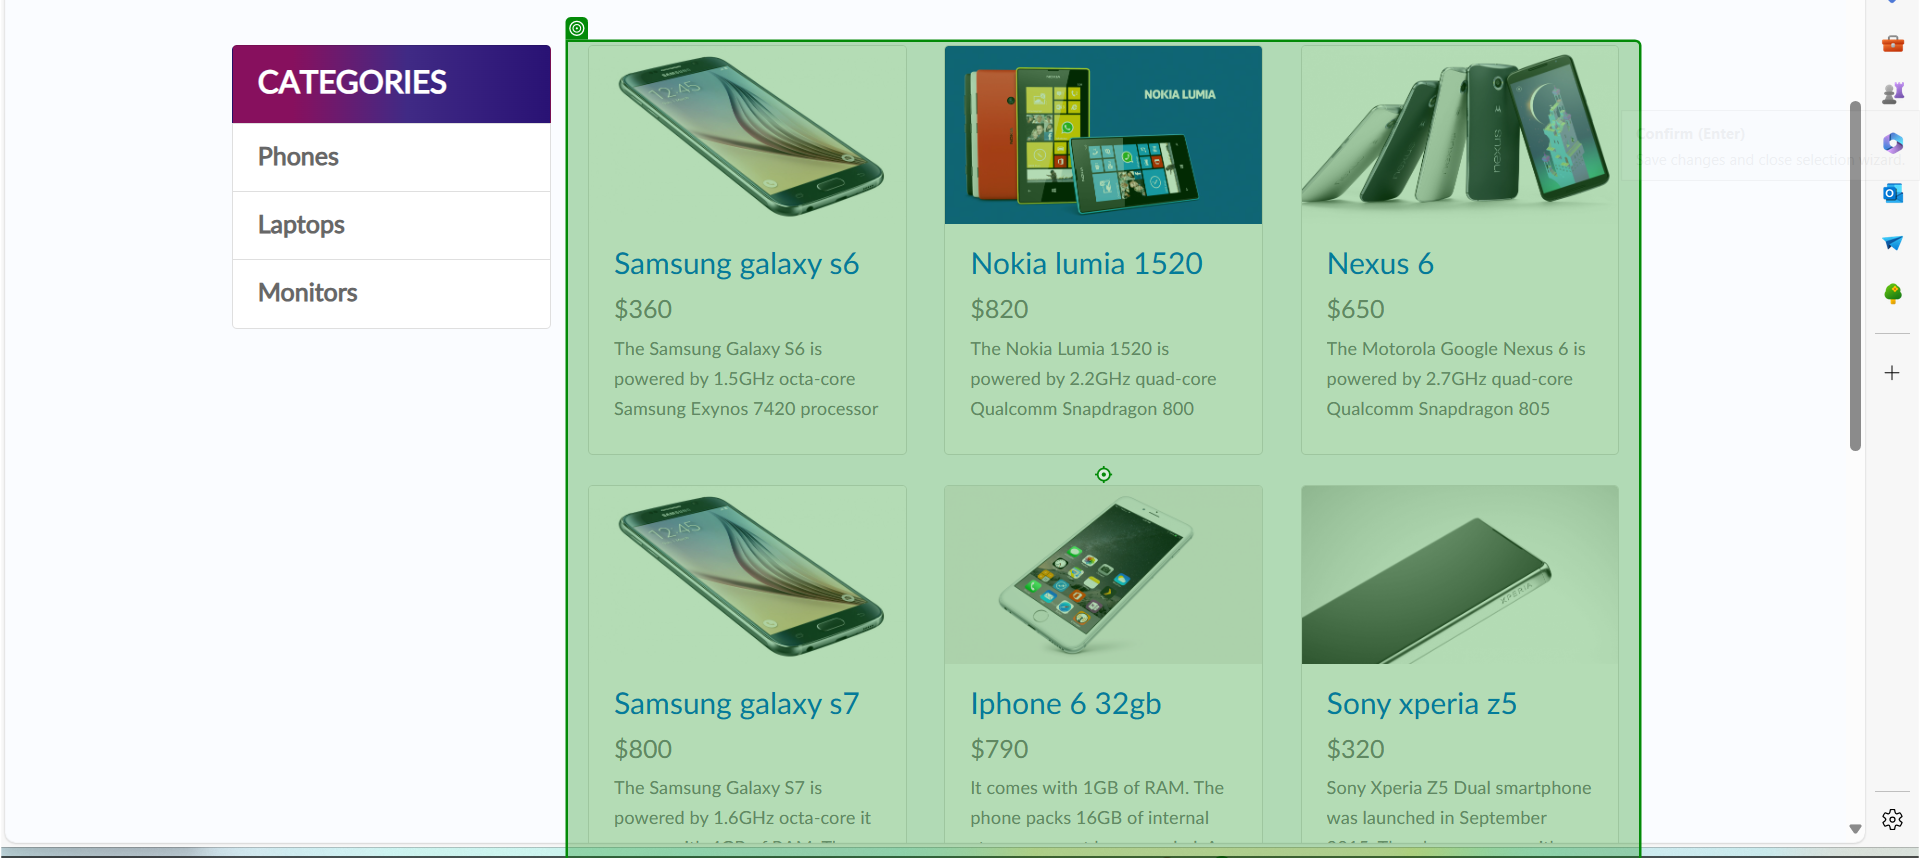 CATEGORIES
Phones
Laptops
Monitors
12:45
Samsung galaxy s6
$360
The Samsung Galaxy S6 is
powered by 1.5GHz octa-core
Samsung Exynos 7420 processor
NOKIA LUMIA
Nokia lumia 1520
$820
The Nokia Lumia 1520 is
powered by 2.2GHz quad-core
Qualcomm Snapdragon 800
nexus
Nexus 6
$650
The Motorola Google Nexus 6 is
powered by 2.7GHz quad-core
Qualcomm Snapdragon 805
Confirm (Enter)
Save changes and close selection wizard.
12:45
Samsung galaxy s7
$800
The Samsung Galaxy S7 is
powered by 1.6GHz octa-core it
Iphone 6 32gb
$790
It comes with 1GB of RAM. The
phone packs 16GB of internal
XPERIA
Sony xperia z5
$320
Sony Xperia Z5 Dual smartphone
was launched in September